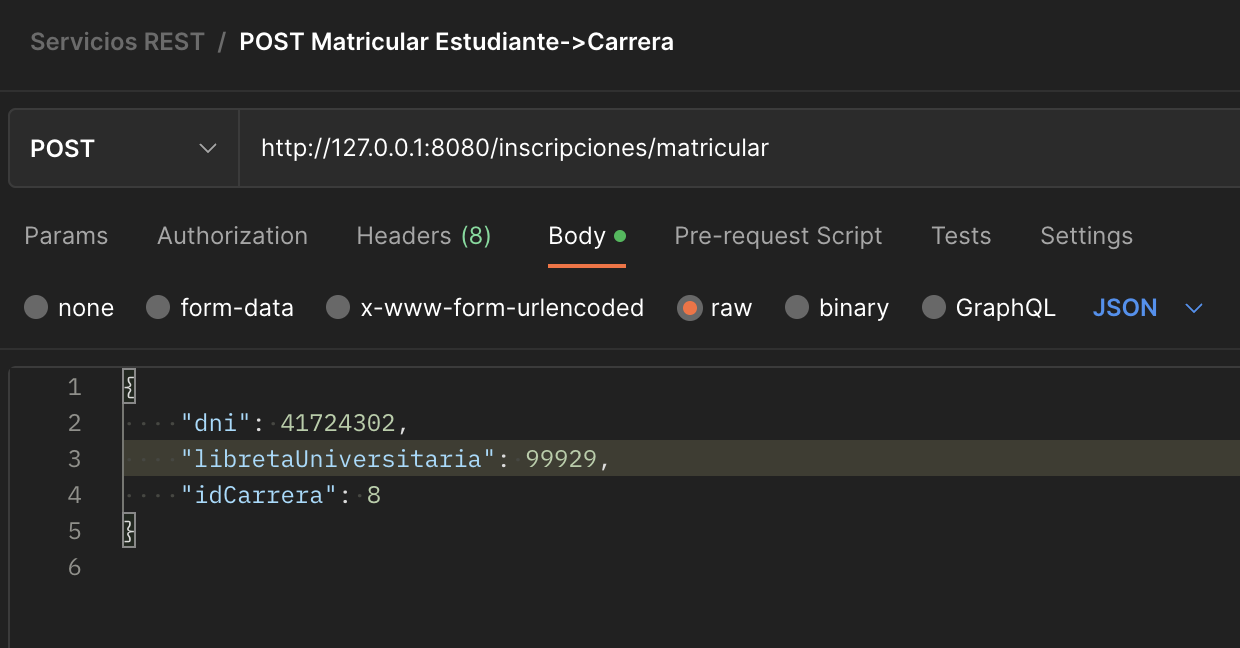 Servicios REST / POST Matricular Estudiante->Carrera
POST http://127.0.0.1:8080/inscripciones/matricular
Params Authorization Headers (8) Body Pre-request Script Tests Settings
none form-data x-www-form-urlencoded raw binary GraphQL JSON
1 {
2     "dni": 41724302,
3     "libretaUniversitaria": 99929,
4     "idCarrera": 8
5 }
6